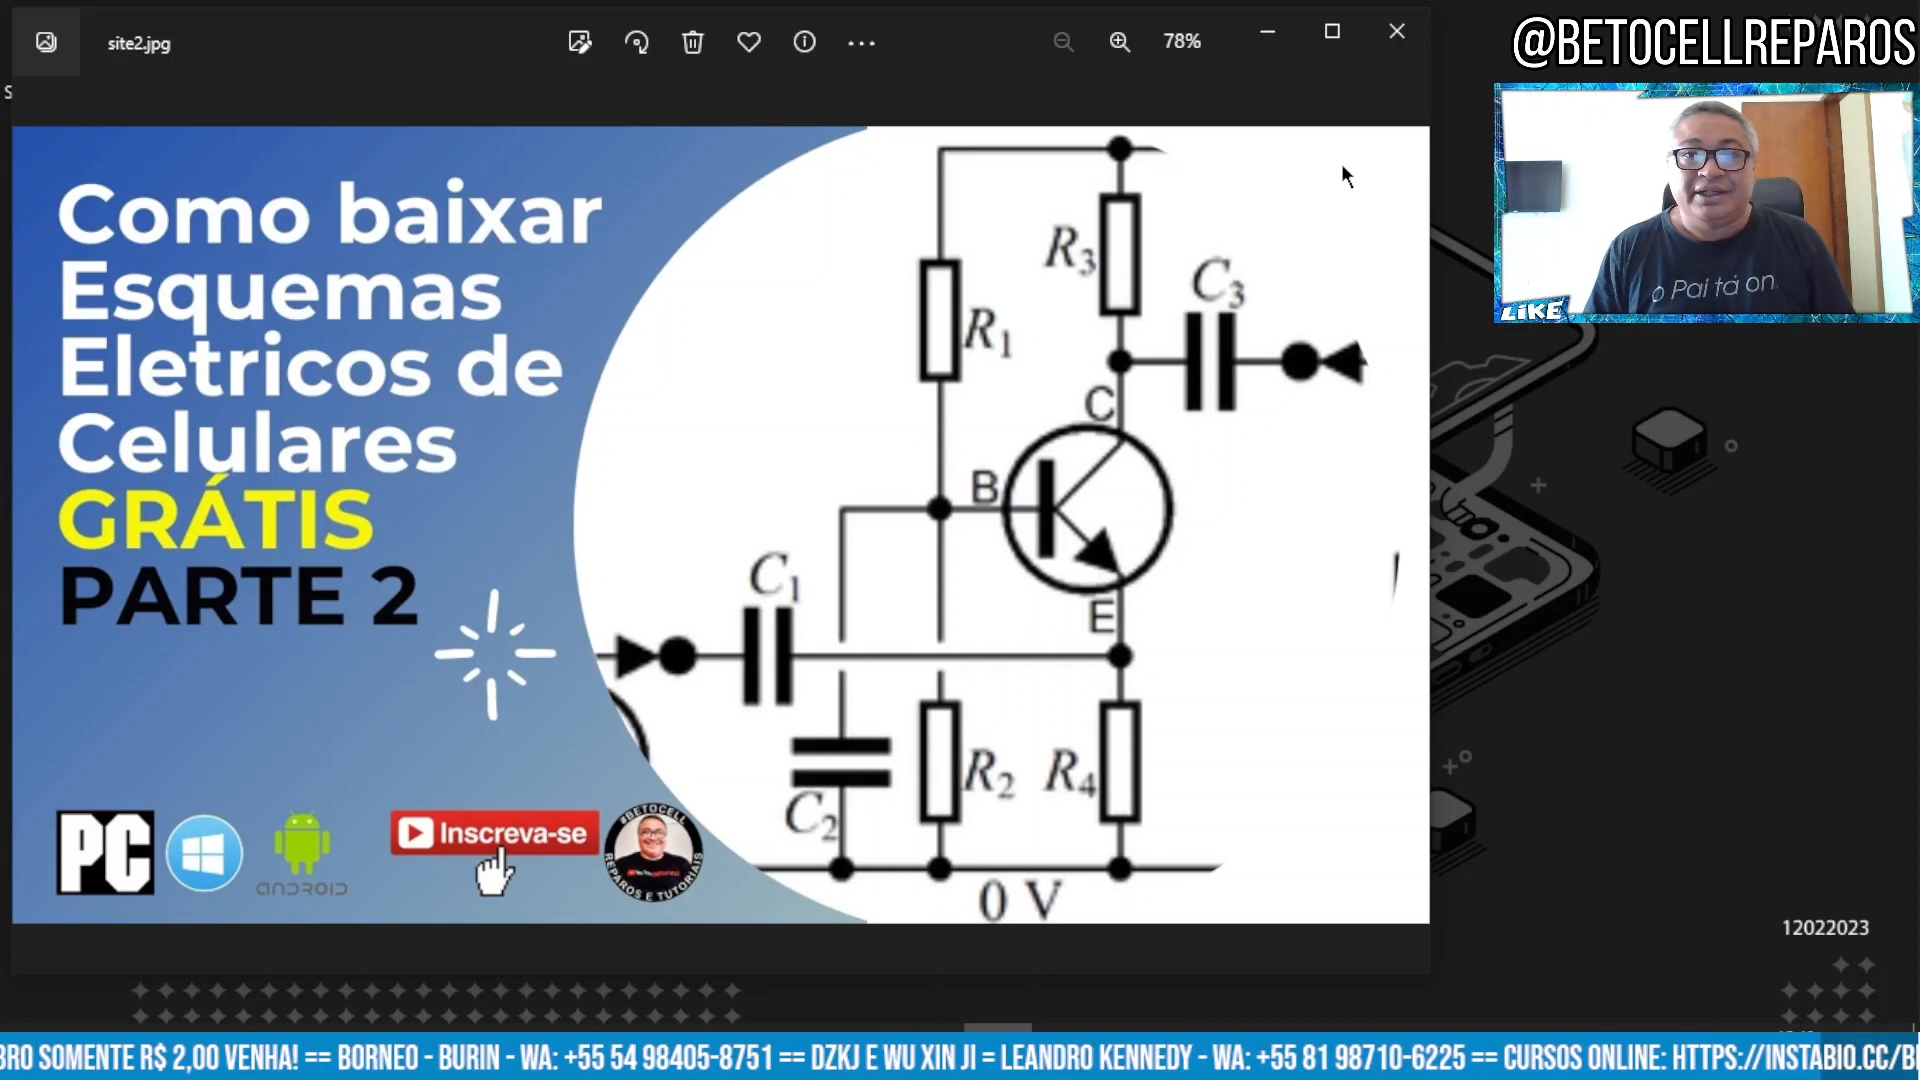 site2.jpg
78%
@BETOCELLREPAROS
Como baixar
Esquemas
Eletricos de
Celulares
GRÁTIS
PARTE 2
R3
C3
R1
C
B
C1
E
R2
R4
C2
0 V
PC
ANDROID
Inscreva-se
#BETOCELL
REPAROS E TUTORIAIS
o Pai tá on.
LIKE
12022023
BRO SOMENTE R$ 2,00 VENHA! == BORNEO - BURIN - WA: +55 54 98405-8751 == DZKJ E WU XIN JI = LEANDRO KENNEDY - WA: +55 81 98710-6225 == CURSOS ONLINE: HTTPS://INSTABIO.CC/B